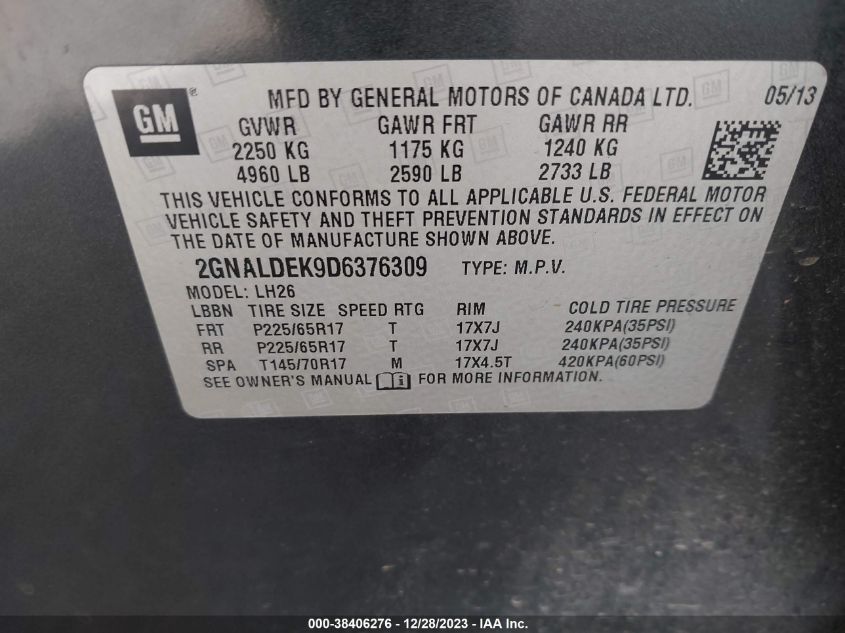 GM®
MFD BY GENERAL MOTORS OF CANADA LTD. 05/13
GVWR GAWR FRT GAWR RR
2250 KG 1175 KG 1240 KG
4960 LB 2590 LB 2733 LB
THIS VEHICLE CONFORMS TO ALL APPLICABLE U.S. FEDERAL MOTOR
VEHICLE SAFETY AND THEFT PREVENTION STANDARDS IN EFFECT ON
THE DATE OF MANUFACTURE SHOWN ABOVE.
2GNALDEK9D6376309 TYPE: M.P.V.
MODEL: LH26
LBBN TIRE SIZE SPEED RTG RIM COLD TIRE PRESSURE
FRT P225/65R17 T 17X7J 240KPA(35PSI)
RR P225/65R17 T 17X7J 240KPA(35PSI)
SPA T145/70R17 M 17X4.5T 420KPA(60PSI)
SEE OWNER'S MANUAL FOR MORE INFORMATION.
000-38406276 - 12/28/2023 - IAA Inc.